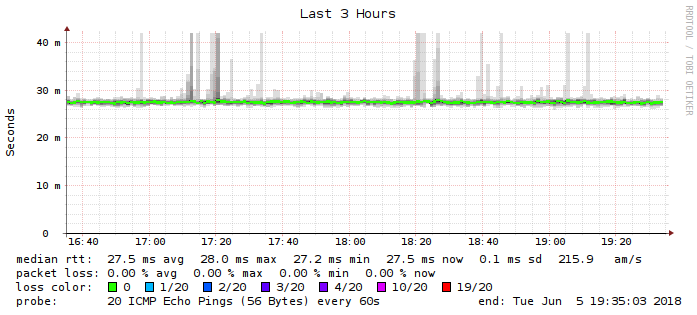 Last 3 Hours
RRDTOOL / TOBI OETIKER
Seconds
40 m
30 m
20 m
10 m
0
16:40 17:00 17:20 17:40 18:00 18:20 18:40 19:00 19:20
median rtt: 27.5 ms avg 28.0 ms max 27.2 ms min 27.5 ms now 0.1 ms sd 215.9 am/s
packet loss: 0.00 % avg 0.00 % max 0.00 % min 0.00 % now
loss color: 0 1/20 2/20 3/20 4/20 10/20 19/20
probe: 20 ICMP Echo Pings (56 Bytes) every 60s end: Tue Jun 5 19:35:03 2018